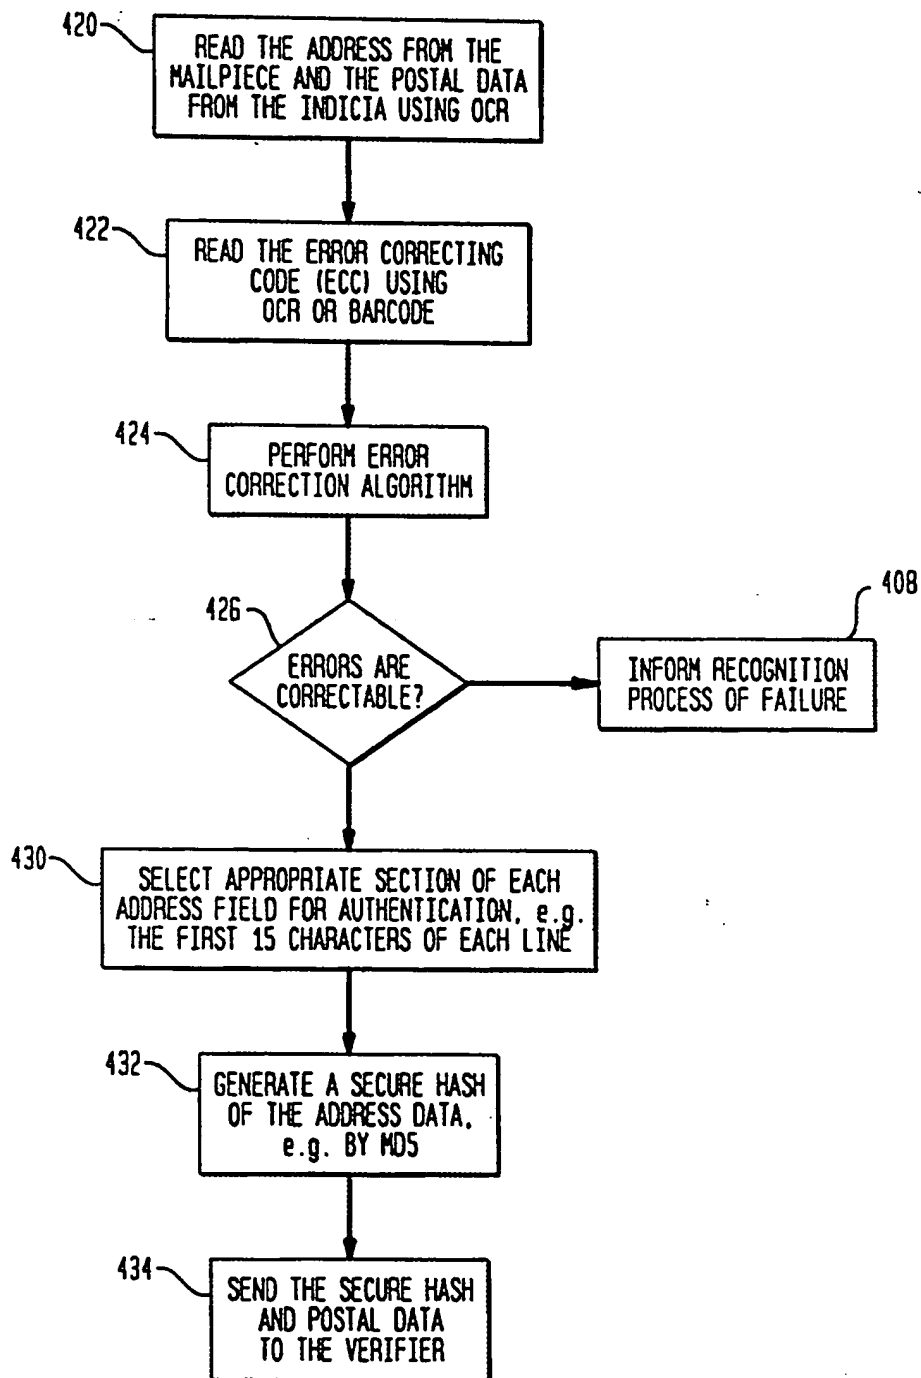 420
READ THE ADDRESS FROM THE
MAILPIECE AND THE POSTAL DATA
FROM THE INDICIA USING OCR
422
READ THE ERROR CORRECTING
CODE (ECC) USING
OCR OR BARCODE
424
PERFORM ERROR
CORRECTION ALGORITHM
426
ERRORS ARE
CORRECTABLE?
408
INFORM RECOGNITION
PROCESS OF FAILURE
430
SELECT APPROPRIATE SECTION OF EACH
ADDRESS FIELD FOR AUTHENTICATION, e.g.
THE FIRST 15 CHARACTERS OF EACH LINE
432
GENERATE A SECURE HASH
OF THE ADDRESS DATA,
e.g. BY MD5
434
SEND THE SECURE HASH
AND POSTAL DATA
TO THE VERIFIER